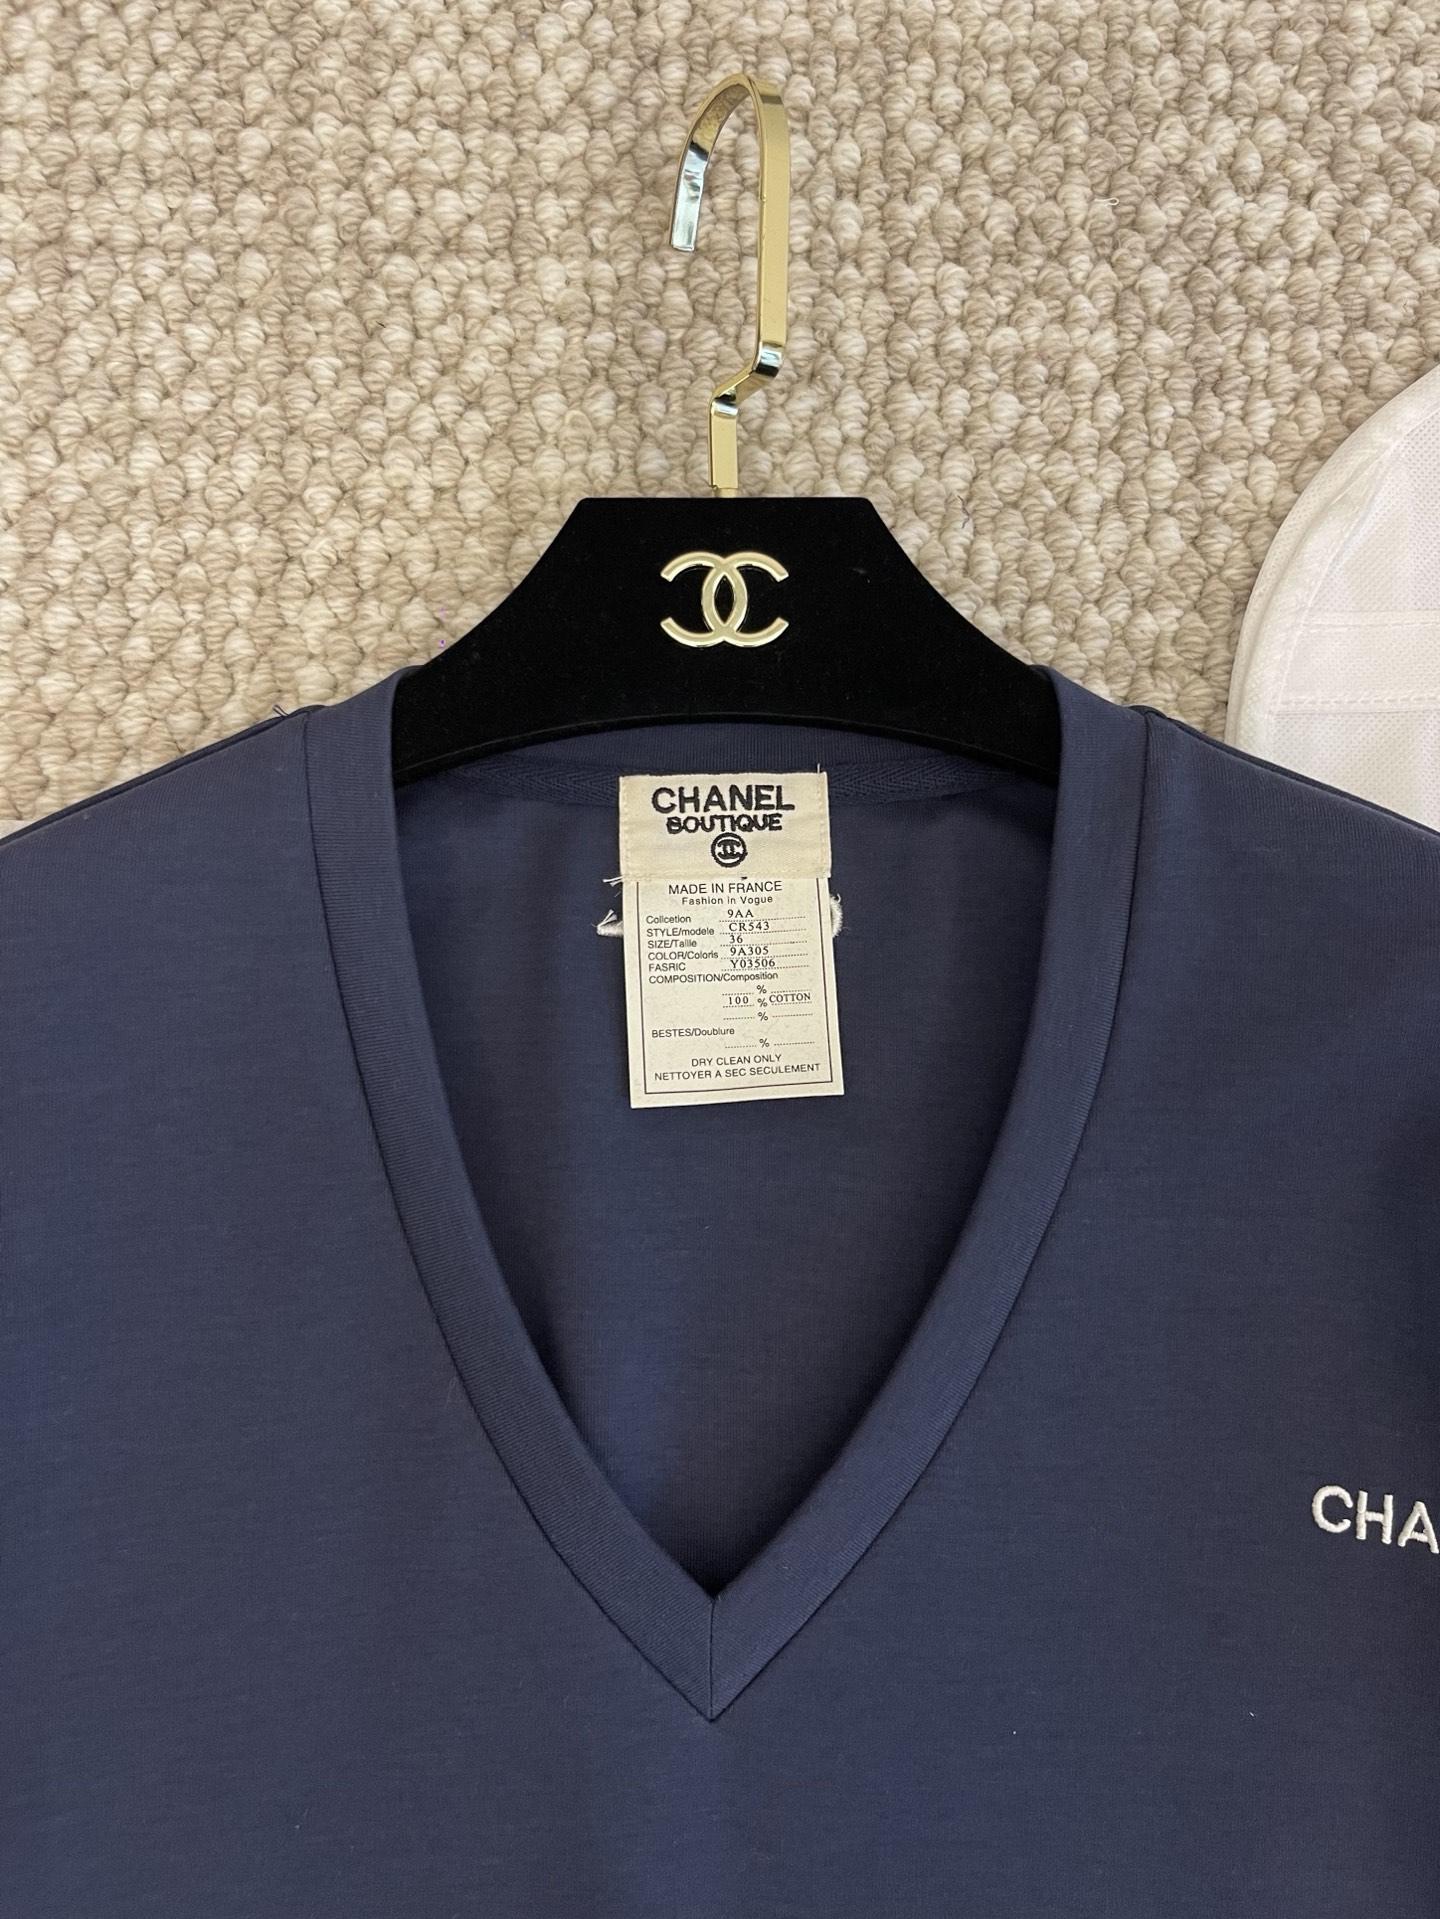 CHANEL
BOUTIQUE
MADE IN FRANCE
Fashion in Vogue
Collcetion 9AA
STYLE/modele CR543
SIZE/Taille 36
COLOR/Coloris 9A305
FASRIC Y03506
COMPOSITION/Composition
%
100 % COTTON
%
BESTES/Doublure
%
DRY CLEAN ONLY
NETTOYER A SEC SECULEMENT
CHA